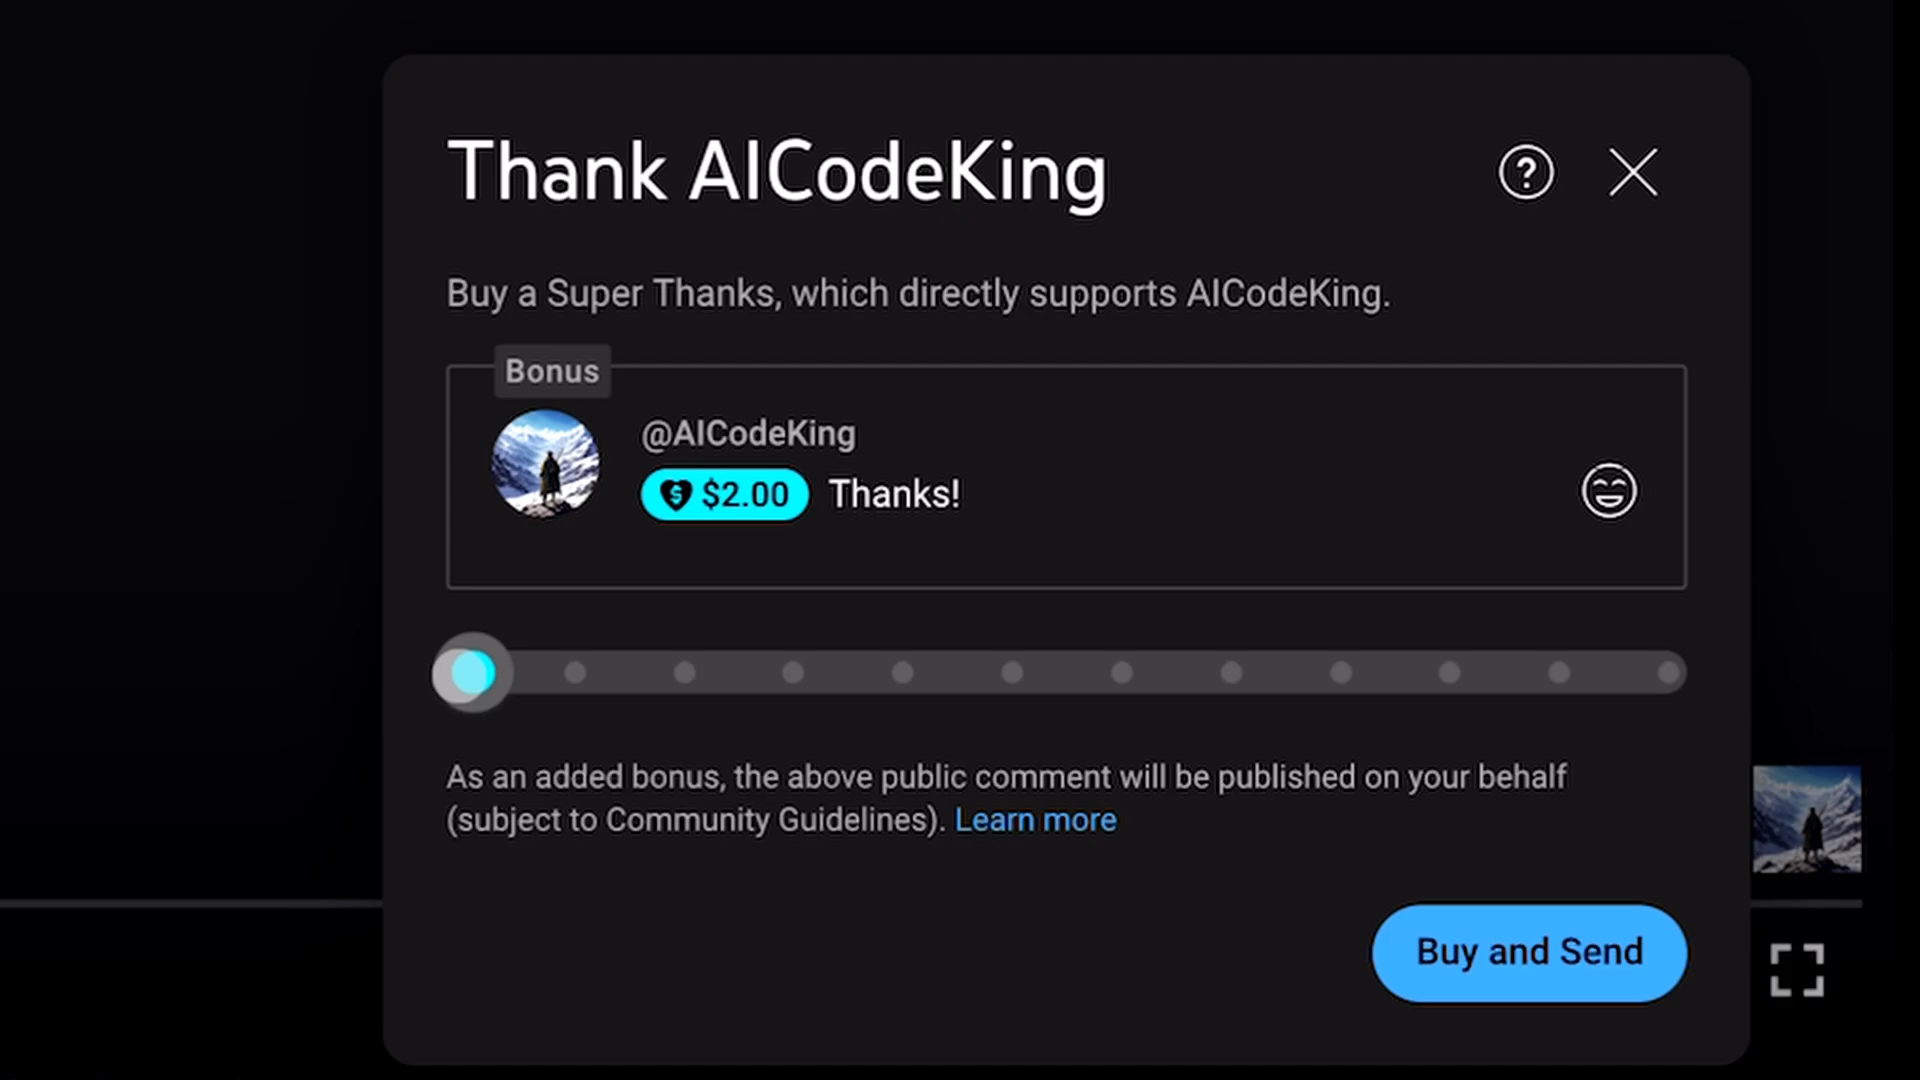 Thank AICodeKing
Buy a Super Thanks, which directly supports AICodeKing.
Bonus
@AICodeKing
$2.00 Thanks!
As an added bonus, the above public comment will be published on your behalf
(subject to Community Guidelines). Learn more
Buy and Send